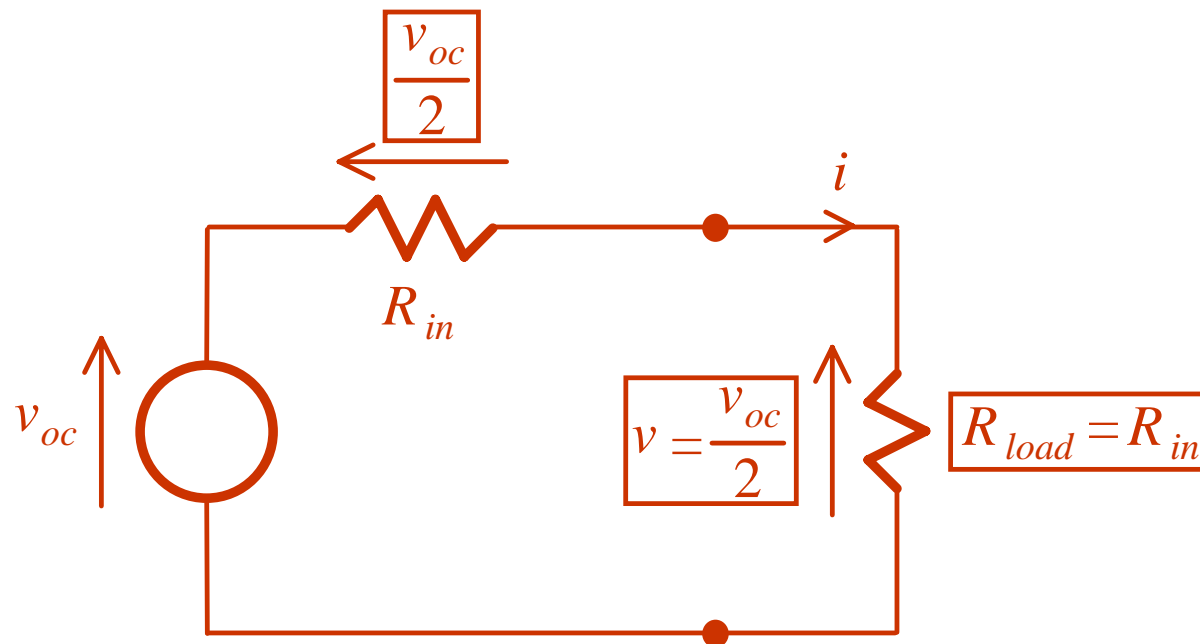 v_oc
2
i
R_in
v_oc
v = v_oc
2
R_load = R_in